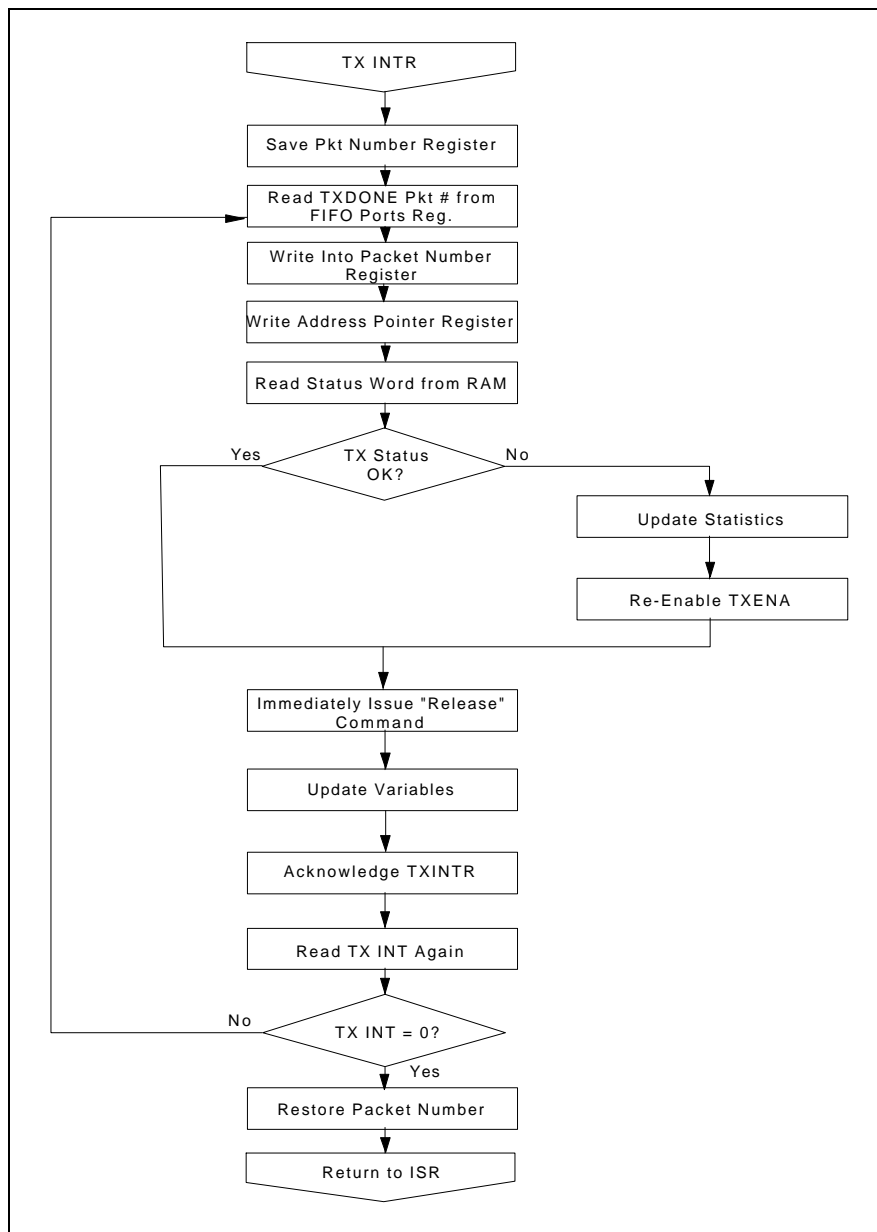 TX INTR
Save Pkt Number Register
Read TXDONE Pkt # from
FIFO Ports Reg.
Write Into Packet Number
Register
Write Address Pointer Register
Read Status Word from RAM
Yes
TX Status
OK?
No
Update Statistics
Re-Enable TXENA
Immediately Issue "Release"
Command
Update Variables
Acknowledge TXINTR
Read TX INT Again
No
TX INT = 0?
Yes
Restore Packet Number
Return to ISR